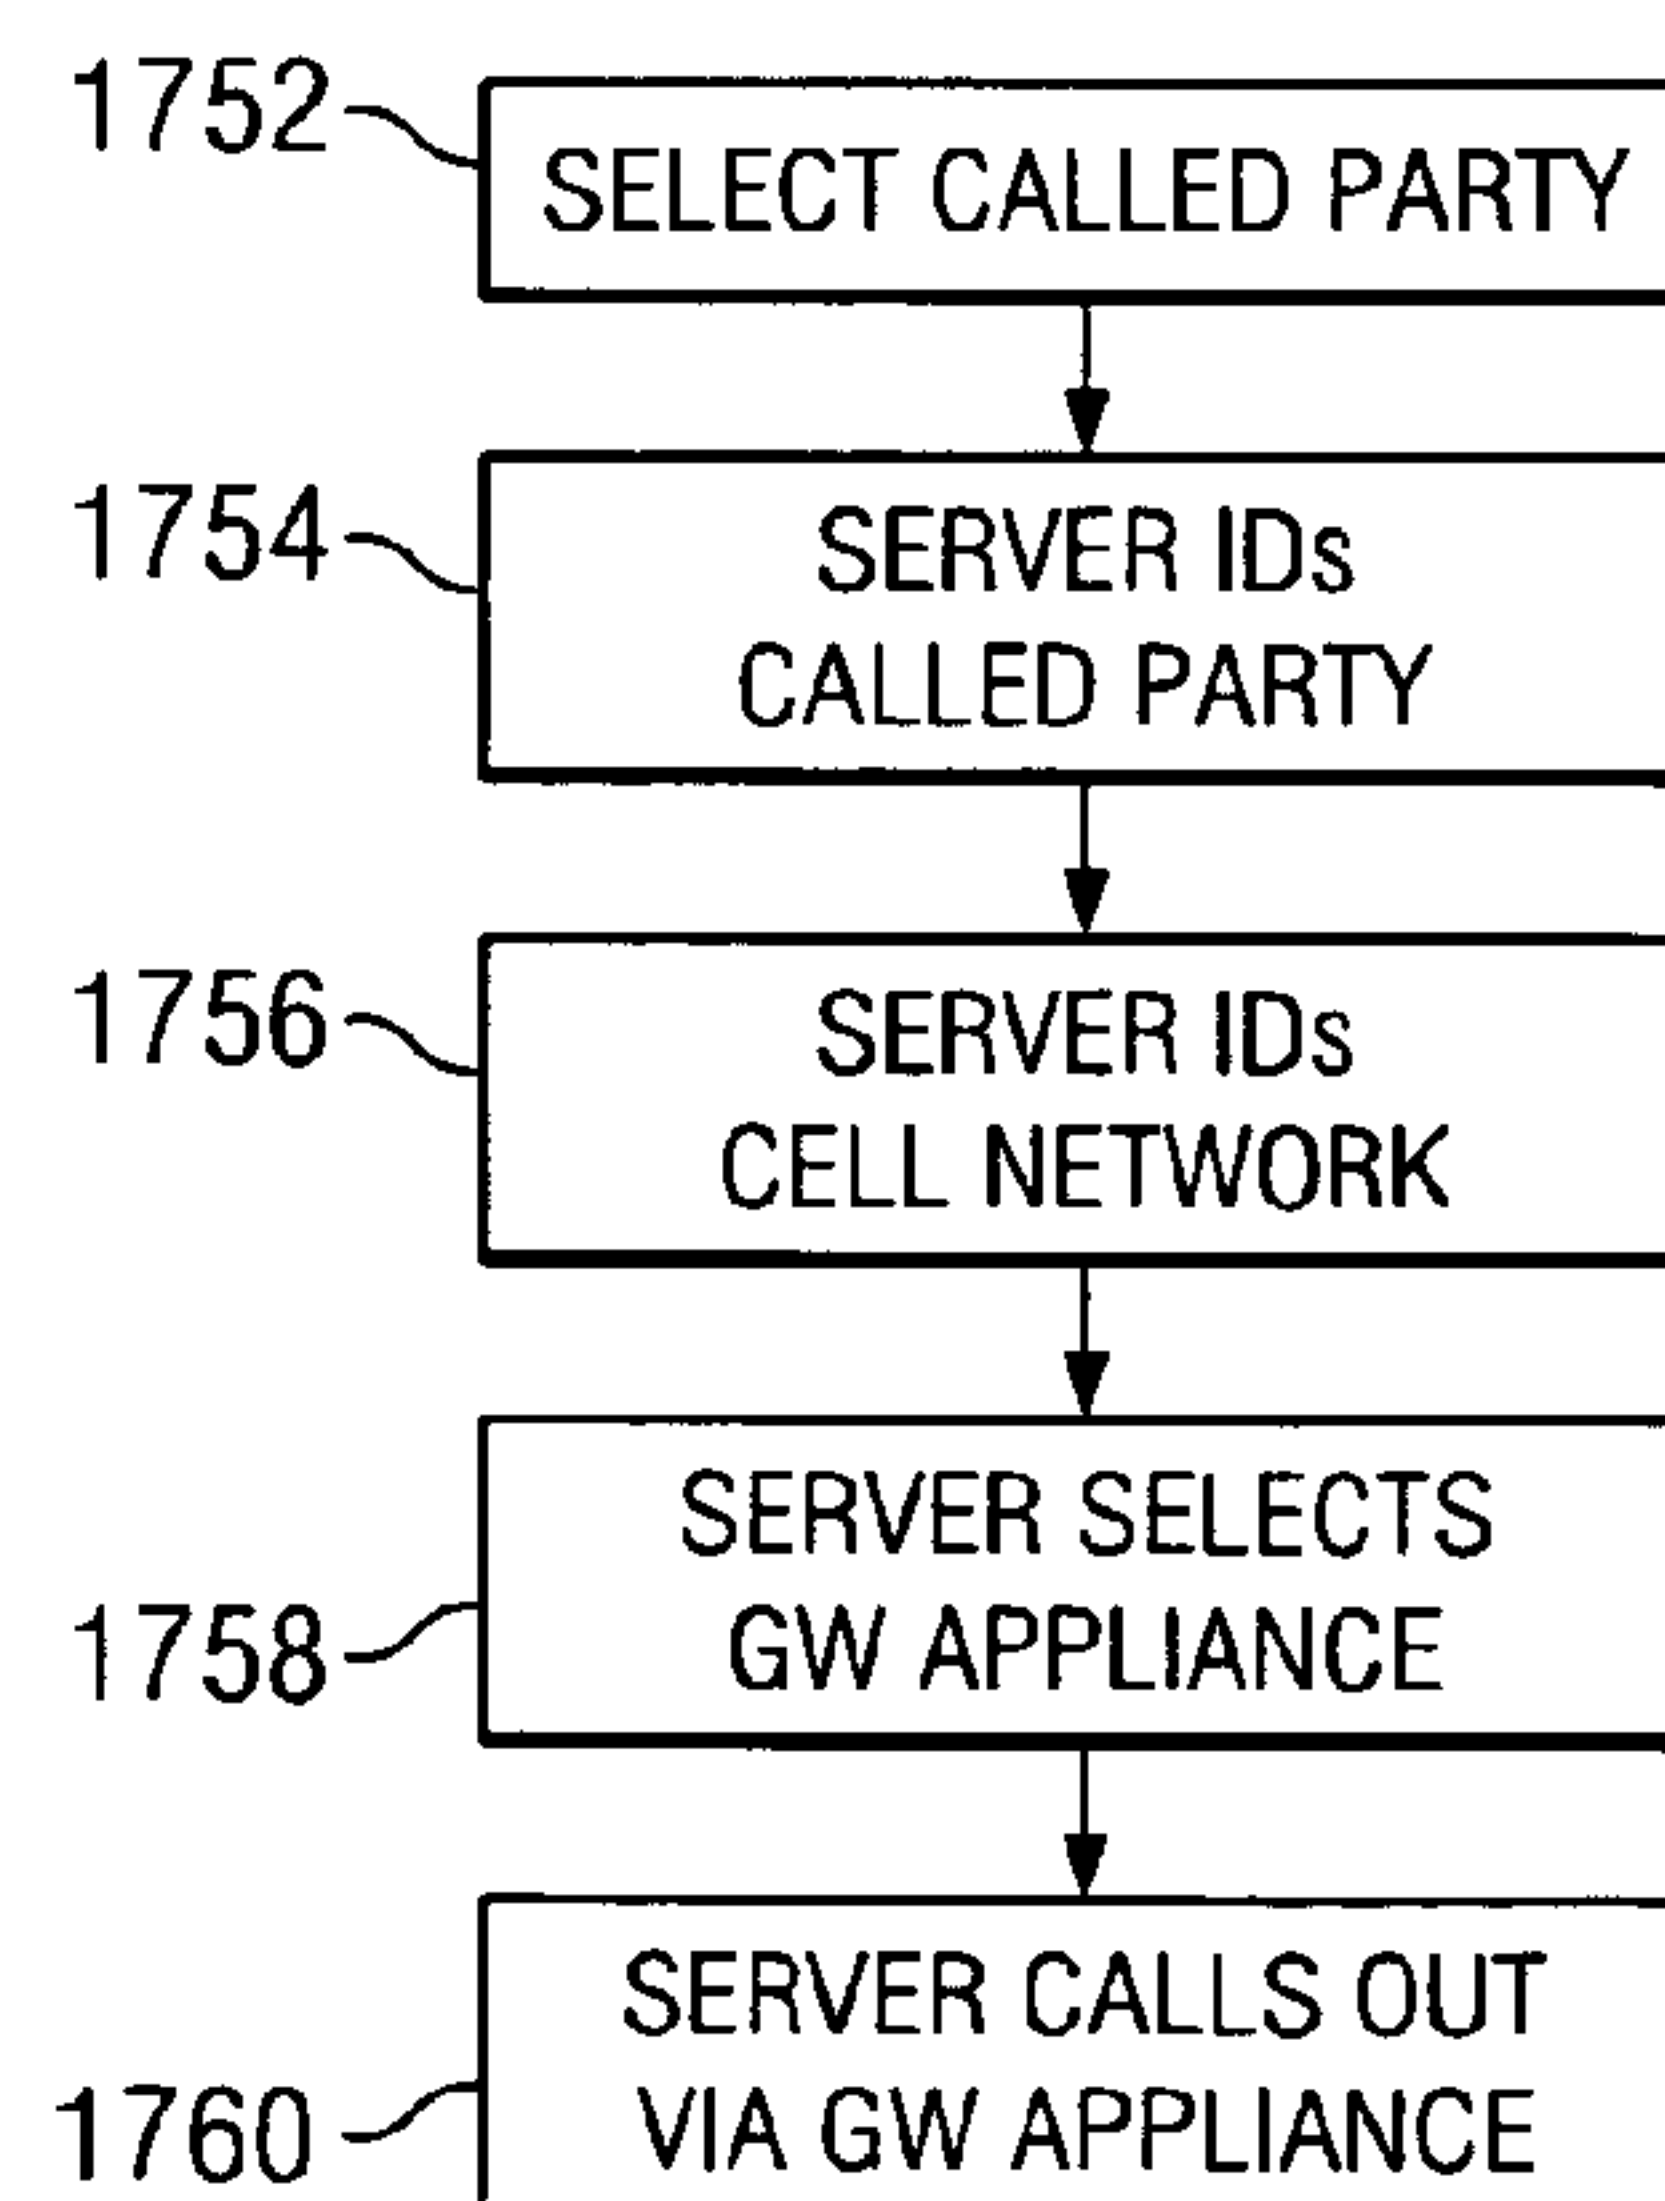 1752
SELECT CALLED PARTY
1754
SERVER IDs
CALLED PARTY
1756
SERVER IDs
CELL NETWORK
1758
SERVER SELECTS
GW APPLIANCE
1760
SERVER CALLS OUT
VIA GW APPLIANCE